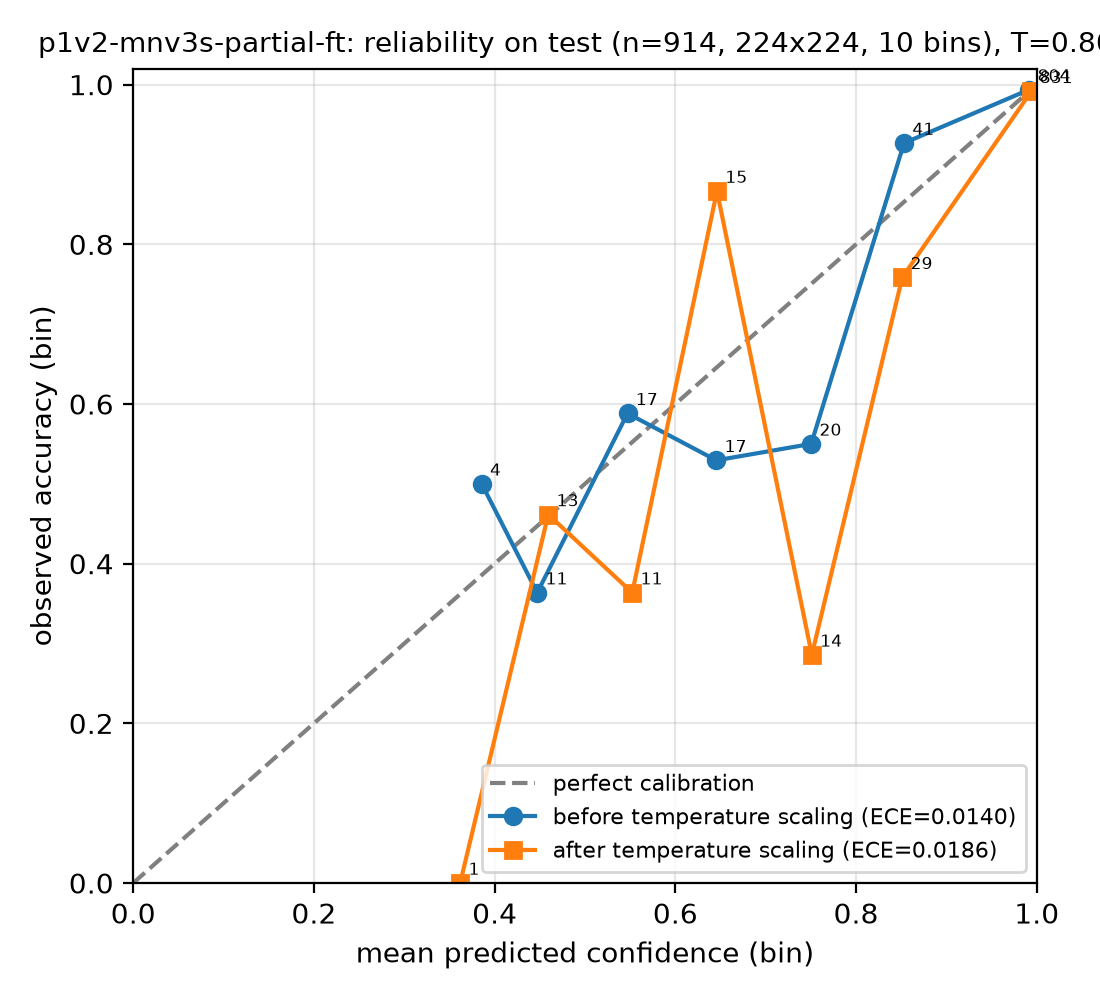 p1v2-mnv3s-partial-ft: reliability on test (n=914, 224x224, 10 bins), T=0.80
1.0
0.8
0.6
0.4
0.2
0.0
observed accuracy (bin)
804
831
41
15
29
17
20
17
4
13
11
11
14
1
perfect calibration
before temperature scaling (ECE=0.0140)
after temperature scaling (ECE=0.0186)
0.0 0.2 0.4 0.6 0.8 1.0
mean predicted confidence (bin)